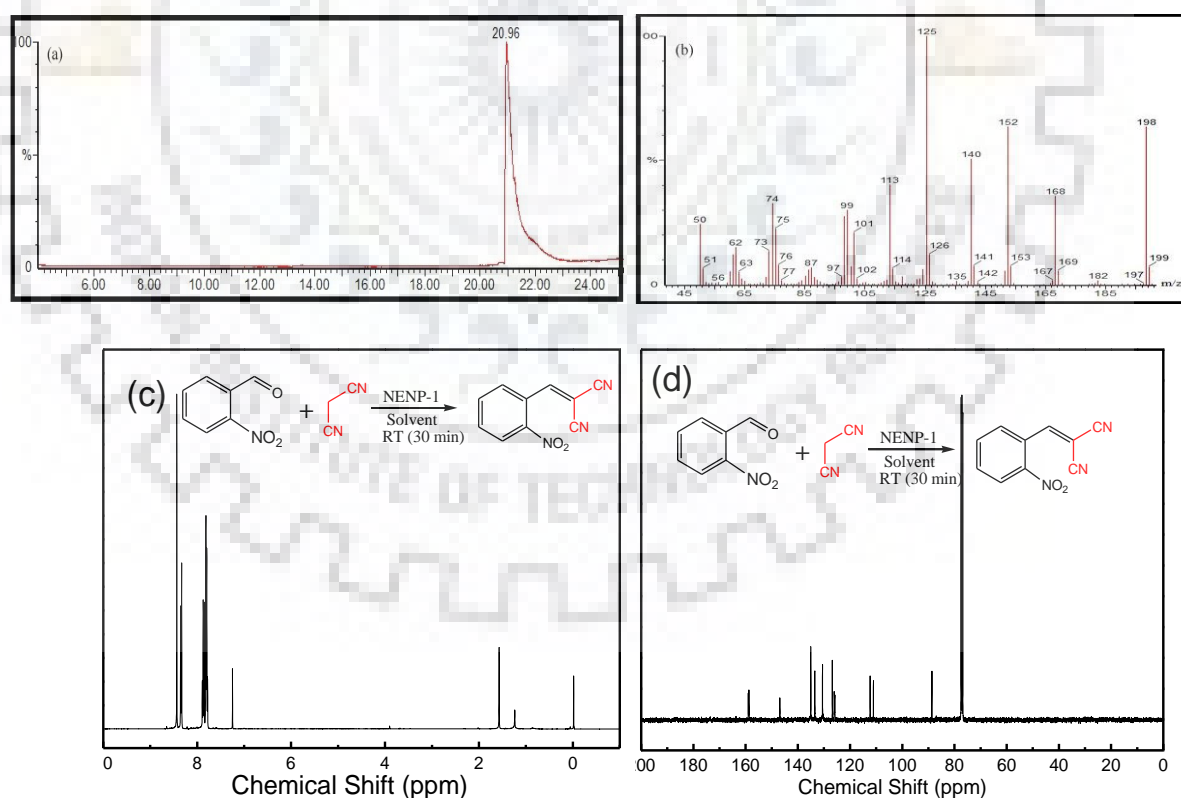 (a)
20.96
100
%
0
6.00 8.00 10.00 12.00 14.00 16.00 18.00 20.00 22.00 24.00
(b)
125
198
152
140
168
113
74
99
50
75
101
62
73
126
76
63
51
114
141
153
87
102
97
77
56
135
142
167
169
182
197
199
00
%
0
45 65 85 105 125 145 165 185 m/z
(c)
O
NO2
+
CN
CN
NENP-1
Solvent
RT (30 min)
CN
CN
NO2
0 8 6 4 2 0
Chemical Shift (ppm)
(d)
O
NO2
+
CN
CN
NENP-1
Solvent
RT (30 min)
CN
CN
NO2
00 180 160 140 120 100 80 60 40 20 0
Chemical Shift (ppm)